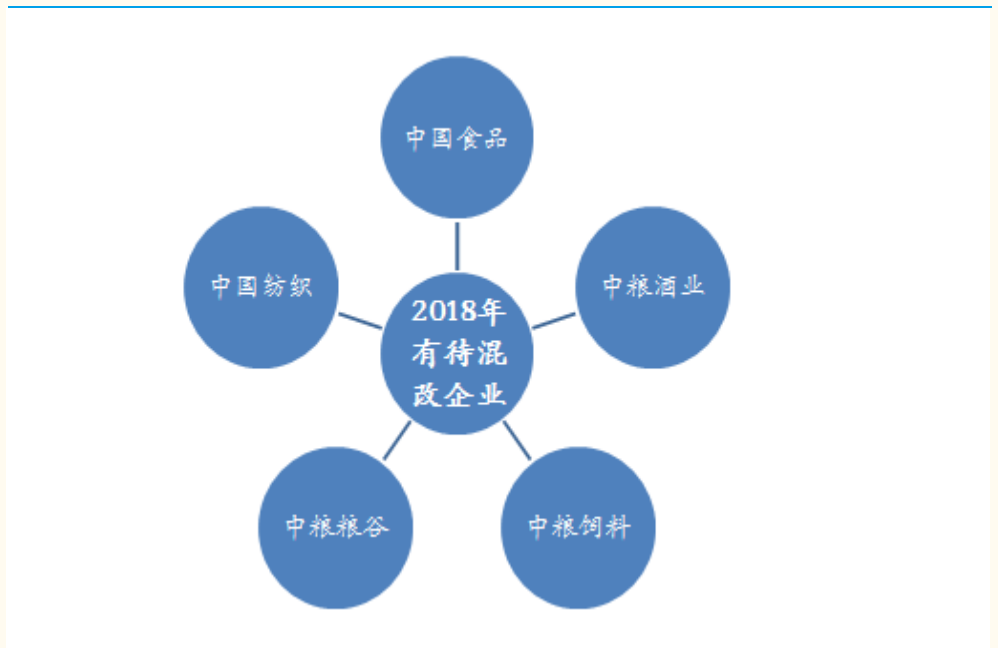 中国食品
中国纺织
中粮酒业
2018年
有待混
改企业
中粮粮谷
中粮饲料